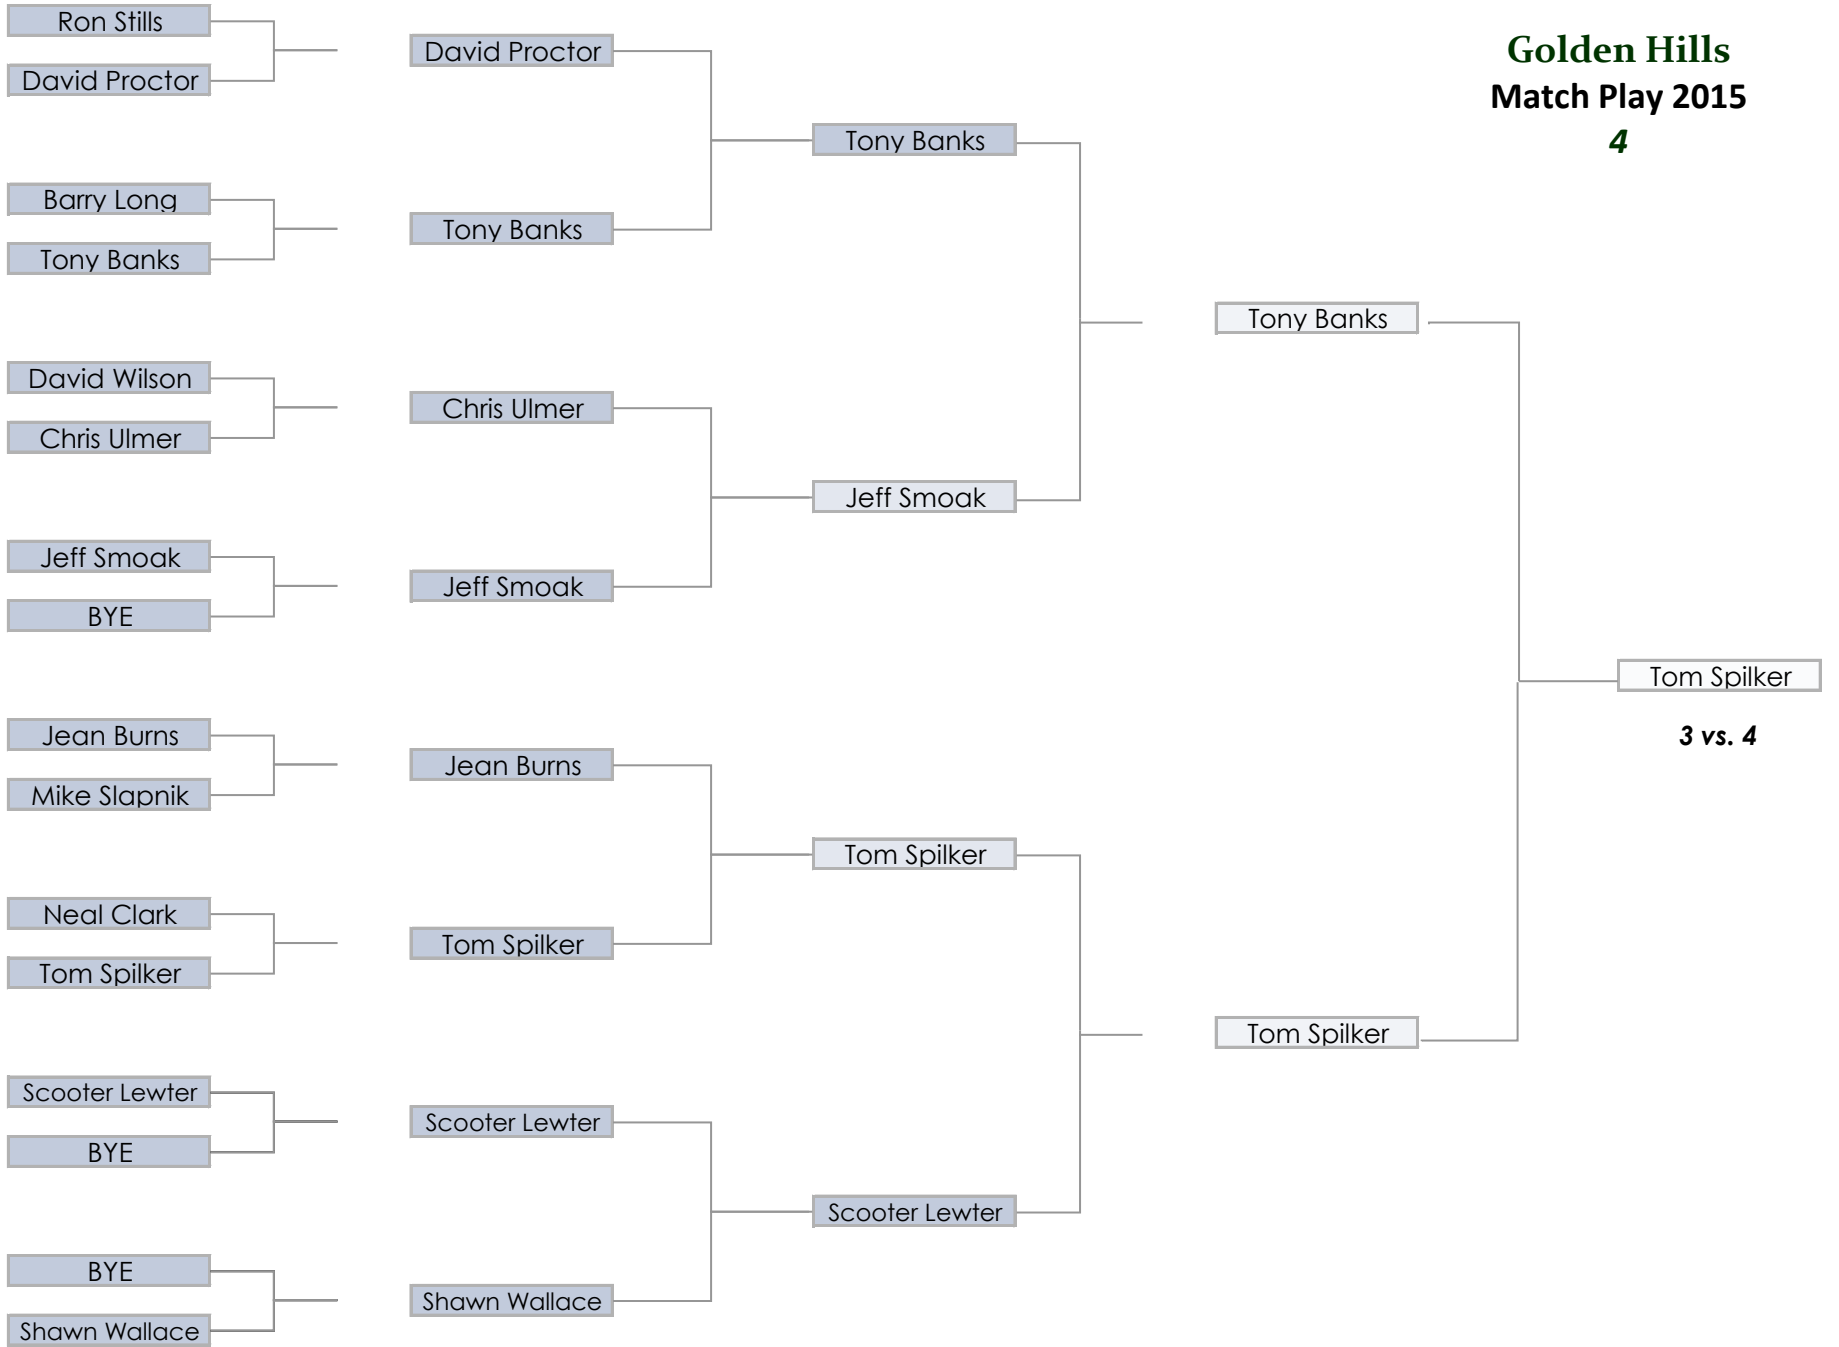 Golden Hills
Match Play 2015
4
Ron Stills
David Proctor
Barry Long
Tony Banks
David Wilson
Chris Ulmer
Jeff Smoak
BYE
Jean Burns
Mike Slapnik
Neal Clark
Tom Spilker
Scooter Lewter
BYE
BYE
Shawn Wallace
David Proctor
Tony Banks
Chris Ulmer
Jeff Smoak
Jean Burns
Tom Spilker
Scooter Lewter
Shawn Wallace
Tony Banks
Jeff Smoak
Tom Spilker
Scooter Lewter
Tony Banks
Tom Spilker
Tom Spilker
3 vs. 4